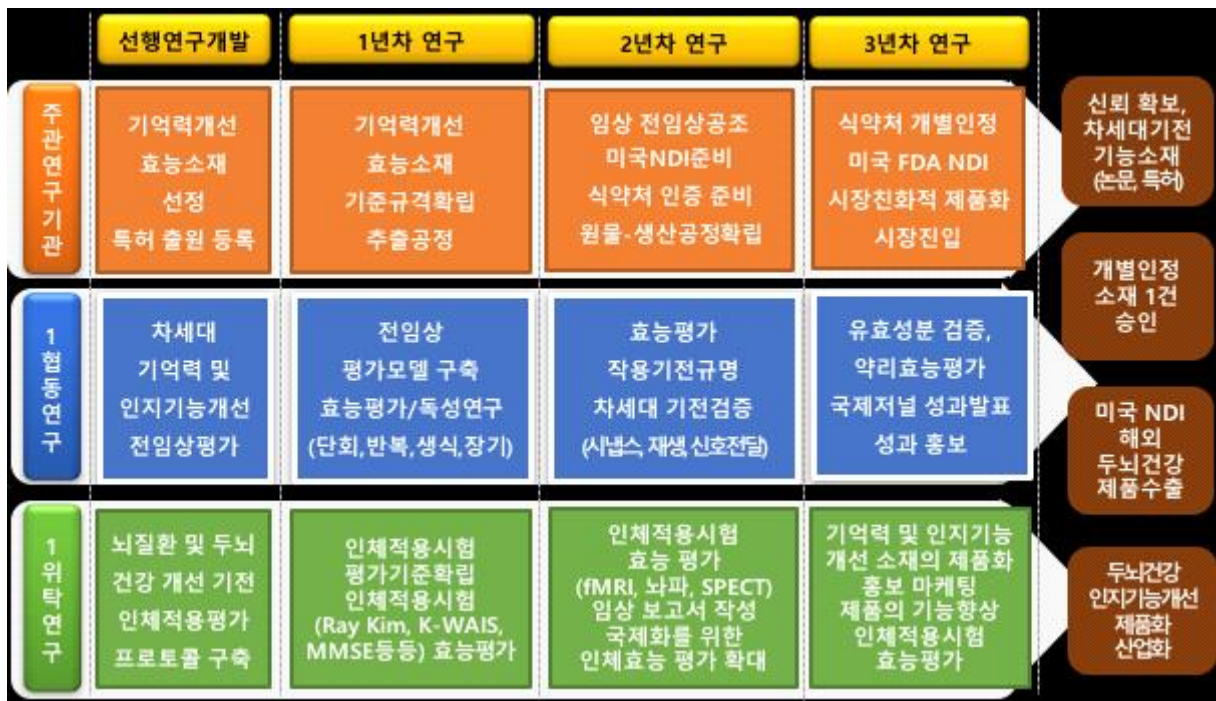 선행연구개발
1년차 연구
2년차 연구
3년차 연구
주관연구기관
기억력개선
효능소재
선정
특허 출원 등록
기억력개선
효능소재
기준규격확립
추출공정
임상 전임상공조
미국NDI준비
식약처 인증 준비
원물-생산공정확립
식약처 개별인정
미국 FDA NDI
시장친화적 제품화
시장진입
신뢰 확보,
차세대기전
기능소재
(논문, 특허)
개별인정
소재 1건
승인
1협동연구
차세대
기억력 및
인지기능개선
전임상평가
전임상
평가모델 구축
효능평가/독성연구
(단회,반복,생식,장기)
효능평가
작용기전규명
차세대 기전검증
(시냅스, 재생,신호전달)
유효성분 검증,
약리효능평가
국제저널 성과발표
성과 홍보
미국 NDI
해외
두뇌건강
제품수출
1위탁연구
뇌질환 및 두뇌
건강 개선 기전
인체적용평가
프로토콜 구축
인체적용시험
평가기준확립
인체적용시험
(Ray Kim, K-WAIS,
MMSE등등) 효능평가
인체적용시험
효능 평가
(fMRI, 놔파, SPECT)
임상 보고서 작성
국제화를 위한
인체효능 평가 확대
기억력 및 인지기능
개선 소재의 제품화
홍보 마케팅
제품의 기능향상
인체적용시험
효능평가
두뇌건강
인지기능개선
제품화
산업화